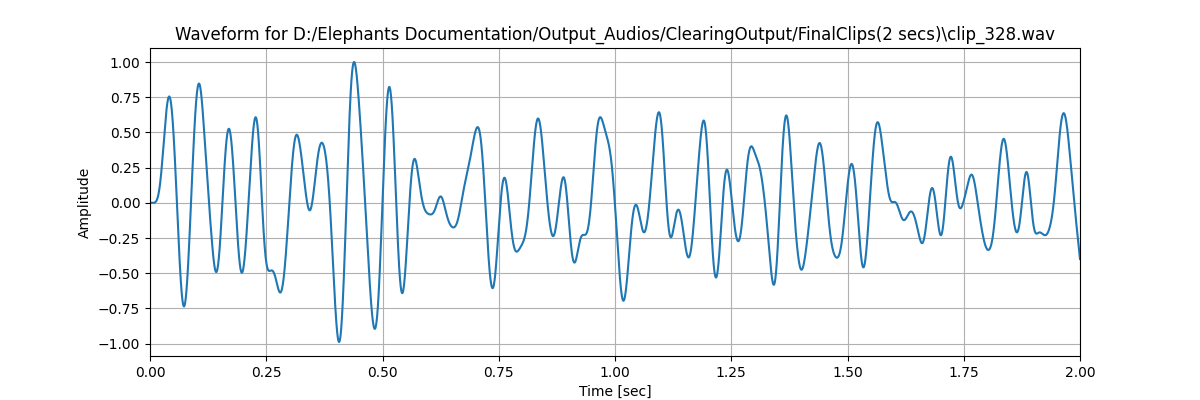 Waveform for D:/Elephants Documentation/Output_Audios/ClearingOutput/FinalClips(2 secs)\clip_328.wav
Amplitude
1.00
0.75
0.50
0.25
0.00
−0.25
−0.50
−0.75
−1.00
0.00 0.25 0.50 0.75 1.00 1.25 1.50 1.75 2.00
Time [sec]